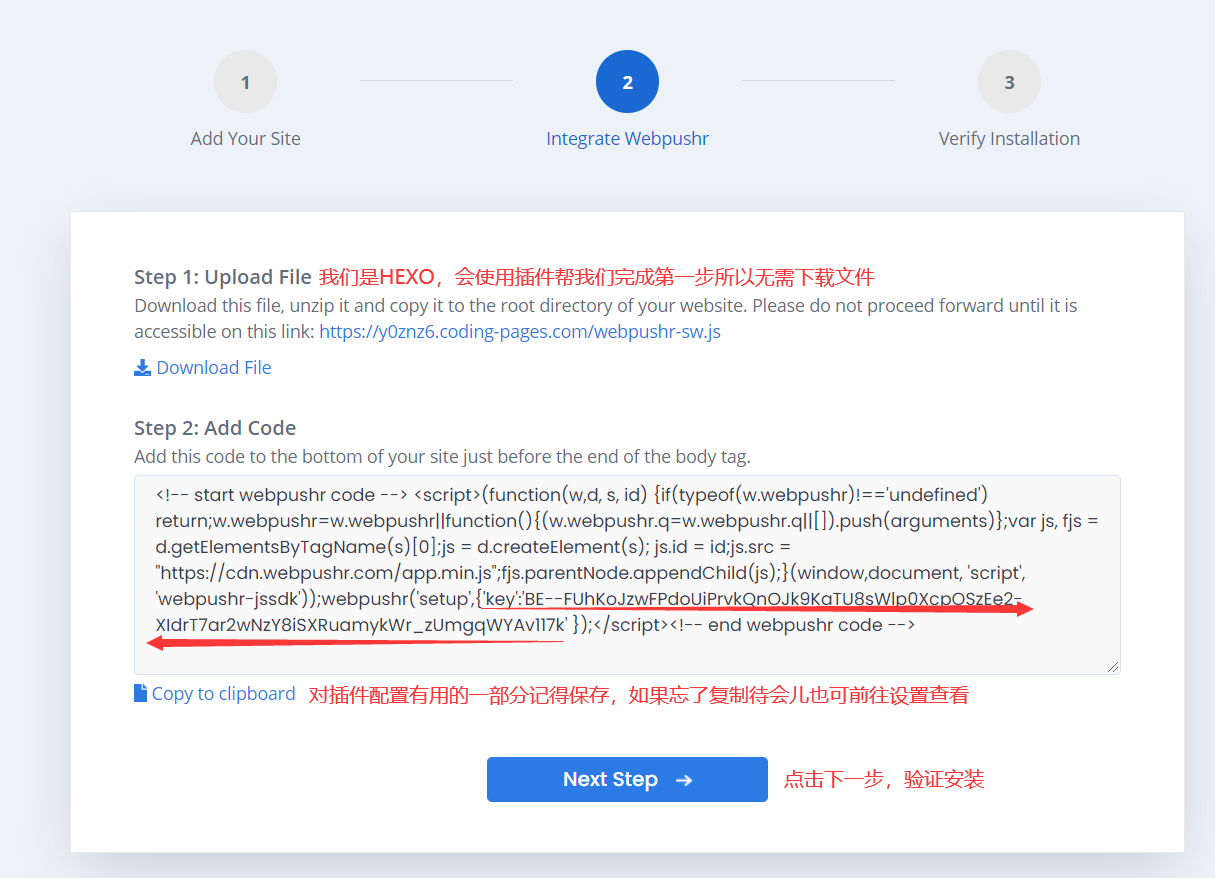 1
2
3
Add Your Site
Integrate Webpushr
Verify Installation
Step 1: Upload File 我们是HEXO，会使用插件帮我们完成第一步所以无需下载文件
Download this file, unzip it and copy it to the root directory of your website. Please do not proceed forward until it is
accessible on this link: https://y0znz6.coding-pages.com/webpushr-sw.js
Download File
Step 2: Add Code
Add this code to the bottom of your site just before the end of the body tag.
<!-- start webpushr code --> <script>(function(w,d, s, id) {if(typeof(w.webpushr)!=='undefined')
return;w.webpushr=w.webpushr||function(){(w.webpushr.q=w.webpushr.q||[]).push(arguments)};var js, fjs =
d.getElementsByTagName(s)[0];js = d.createElement(s); js.id = id;js.src =
"https://cdn.webpushr.com/app.min.js";fjs.parentNode.appendChild(js);}(window,document, 'script',
'webpushr-jssdk'));webpushr('setup',{'key':'BE--FUhKoJzwFPdoUiPrvkQnOJk9KaTU8sWlp0XcpOSzEe2-
XIdrT7ar2wNzY8iSXRuamykWr_zUmgqWYAv117k' });</script><!-- end webpushr code -->
Copy to clipboard 对插件配置有用的一部分记得保存，如果忘了复制待会儿也可前往设置查看
Next Step → 点击下一步，验证安装